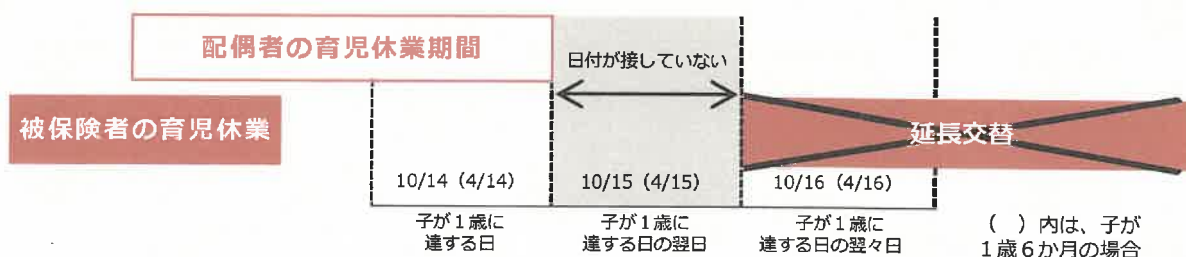 配偶者の育児休業期間
日付が接していない
被保険者の育児休業
延長交替
10/14 (4/14)
10/15 (4/15)
10/16 (4/16)
子が1歳に
達する日
子が1歳に
達する日の翌日
子が1歳に
達する日の翌々日
( )内は、子が
1歳6か月の場合